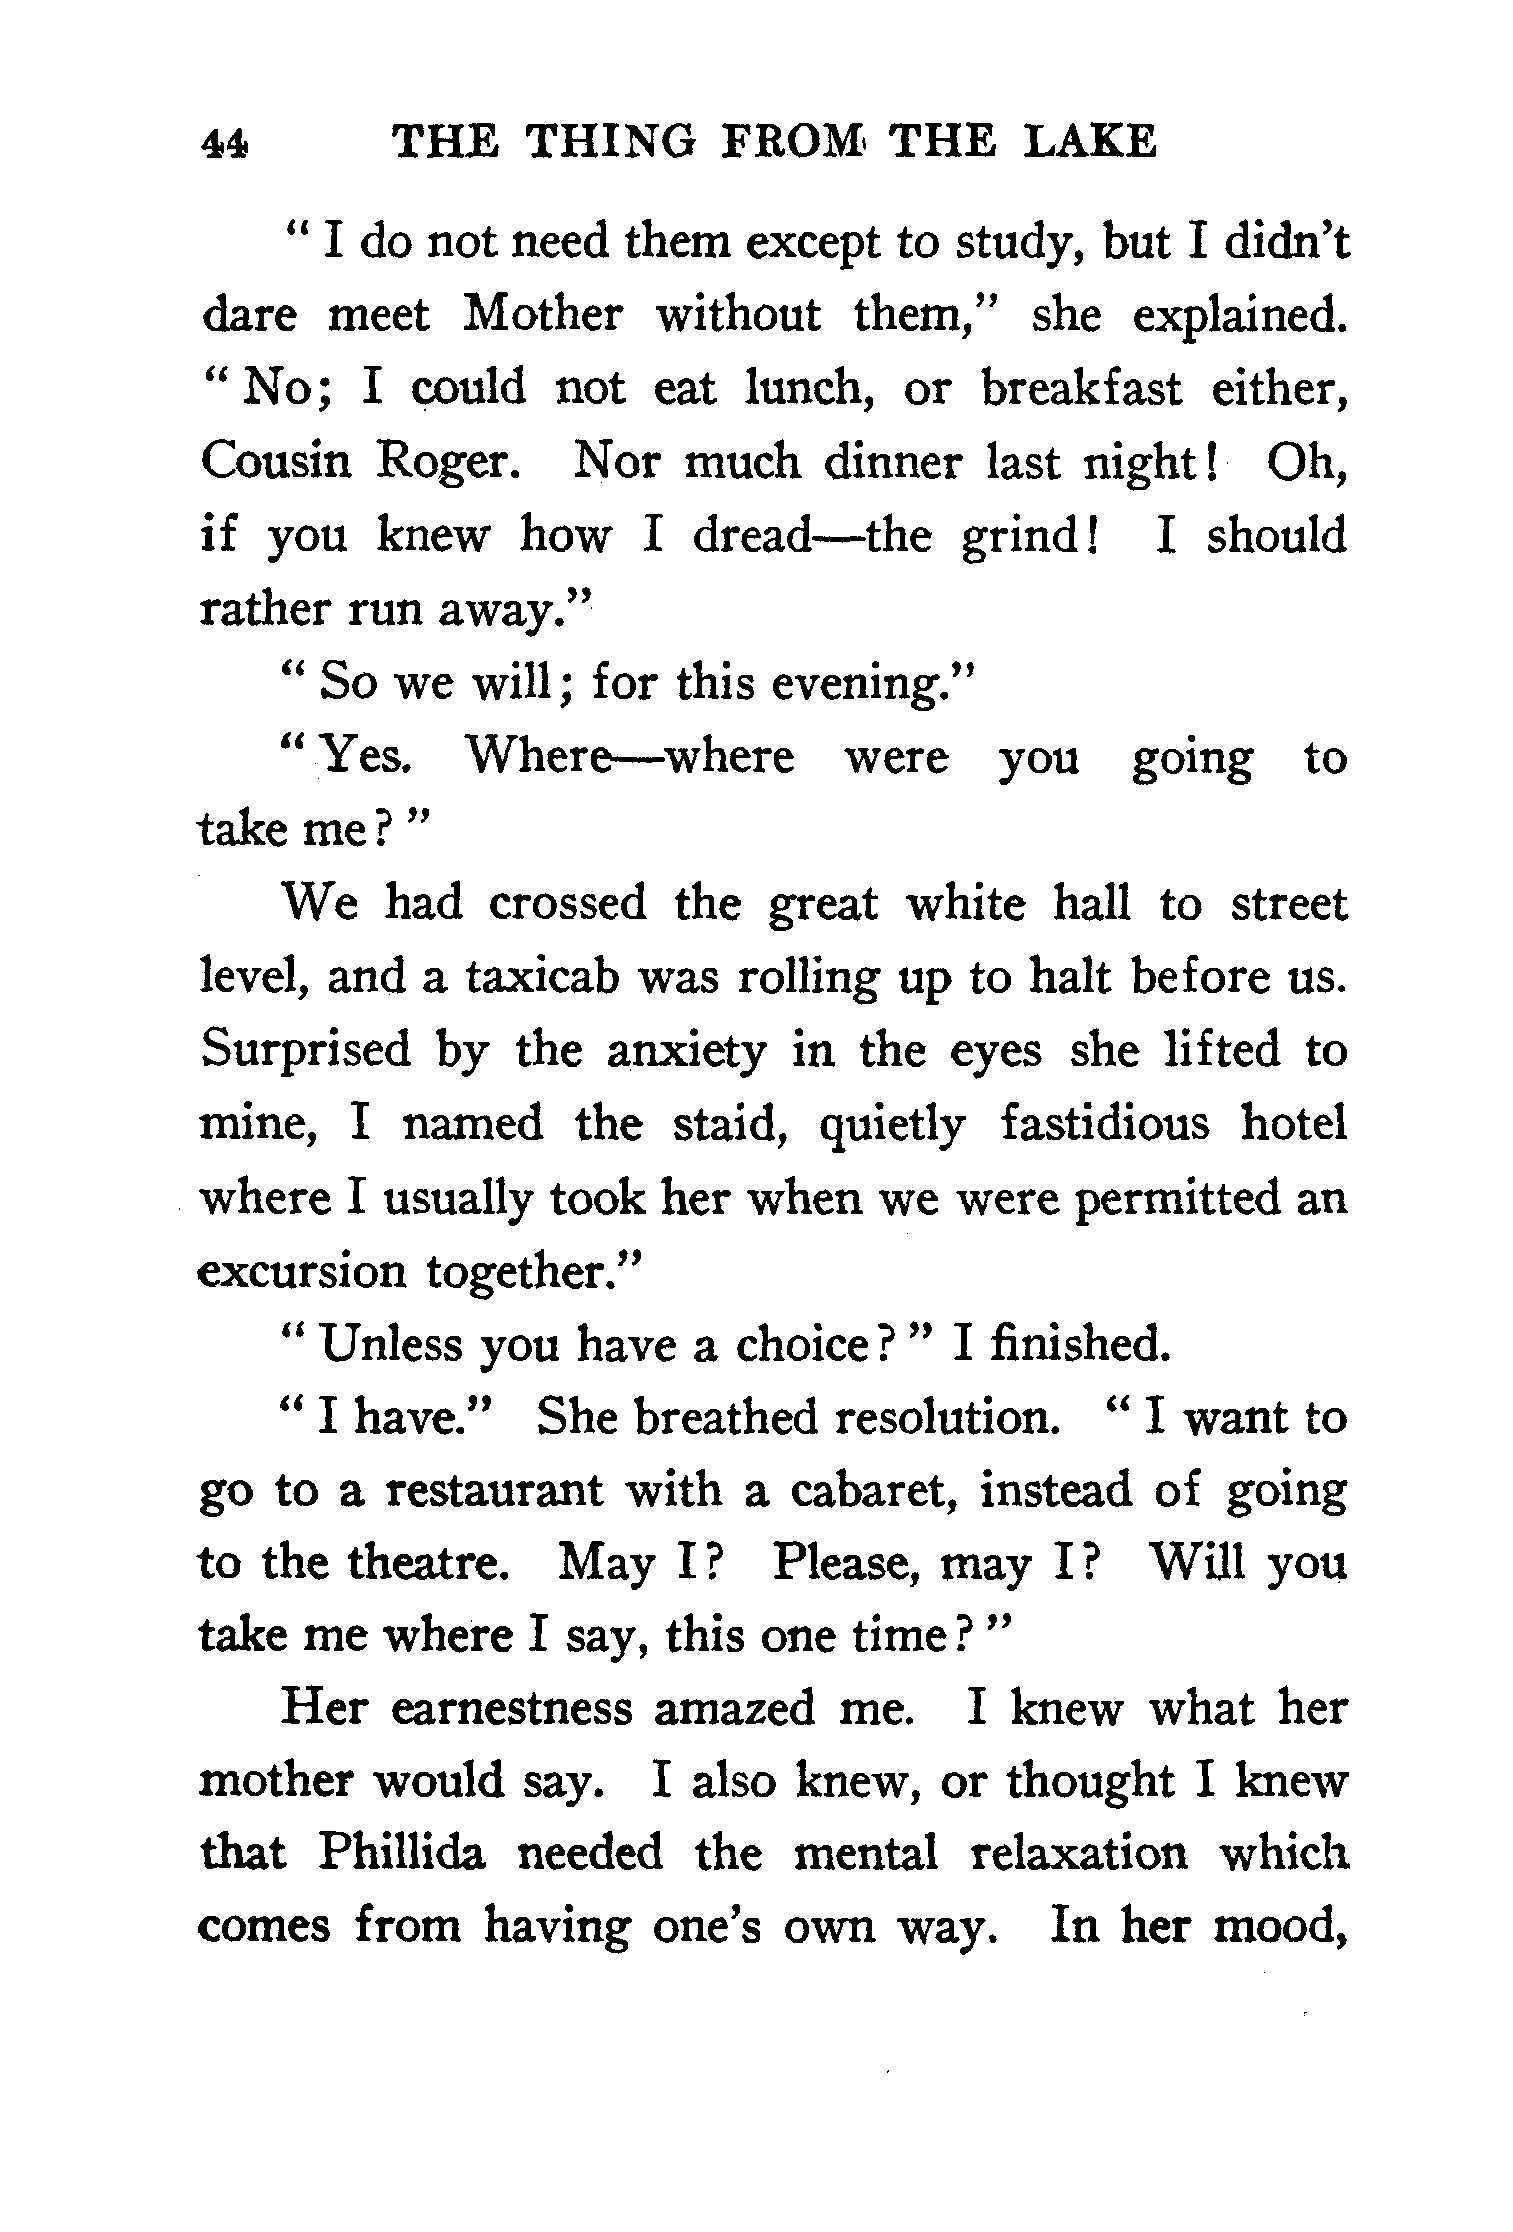 44 THE THING FROM THE LAKE
“ I do not need them except to study, but I didn’t
dare meet Mother without them,” she explained.
“ No; I could not eat lunch, or breakfast either,
Cousin Roger. Nor much dinner last night! Oh,
if you knew how I dread—the grind! I should
rather run away.”
“ So we will; for this evening.”
“ Yes. Where—where were you going to
take me? ”
We had crossed the great white hall to street
level, and a taxicab was rolling up to halt before us.
Surprised by the anxiety in the eyes she lifted to
mine, I named the staid, quietly fastidious hotel
where I usually took her when we were permitted an
excursion together.”
“ Unless you have a choice? ” I finished.
“ I have.” She breathed resolution. “ I want to
go to a restaurant with a cabaret, instead of going
to the theatre. May I? Please, may I? Will you
take me where I say, this one time? ”
Her earnestness amazed me. I knew what her
mother would say. I also knew, or thought I knew
that Phillida needed the mental relaxation which
comes from having one’s own way. In her mood,